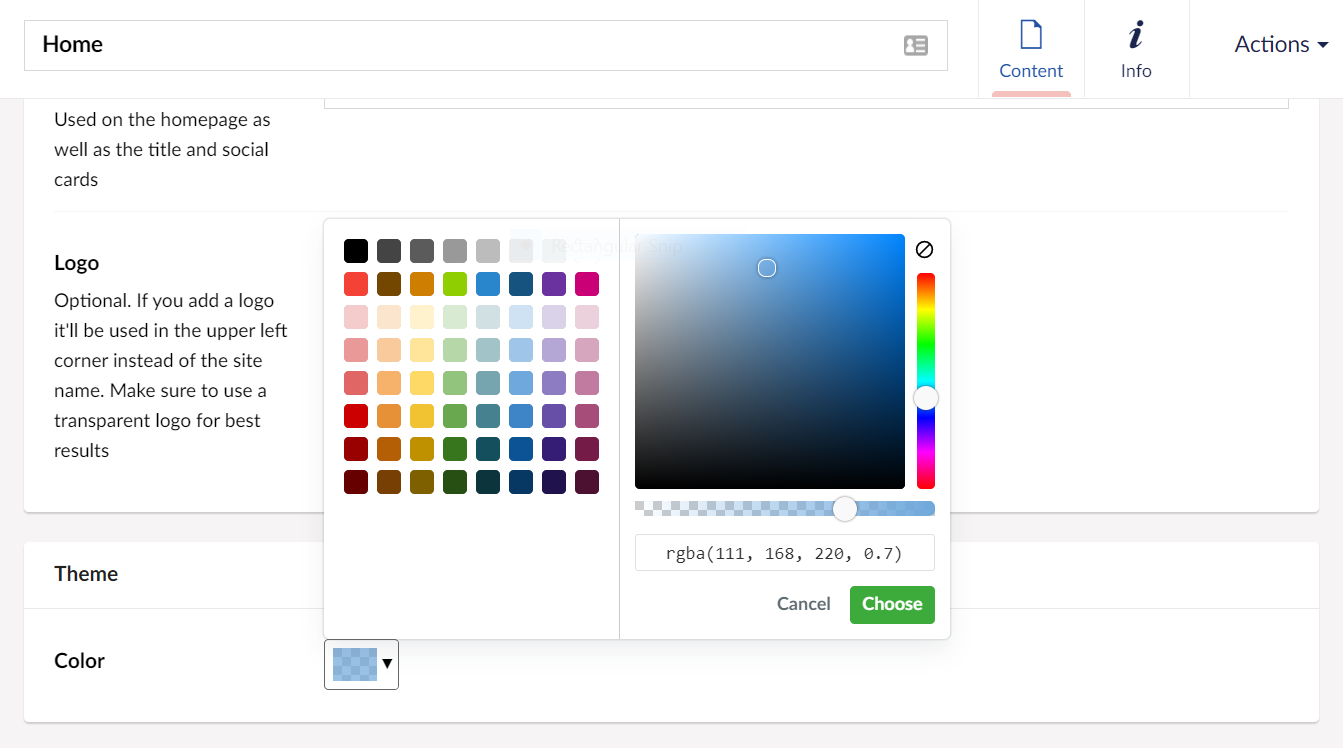 Home
Content
Info
Actions
Used on the homepage as
well as the title and social
cards
Logo
Optional. If you add a logo
it'll be used in the upper left
corner instead of the site
name. Make sure to use a
transparent logo for best
results
Rectangular Snip
rgba(111, 168, 220, 0.7)
Cancel
Choose
Theme
Color